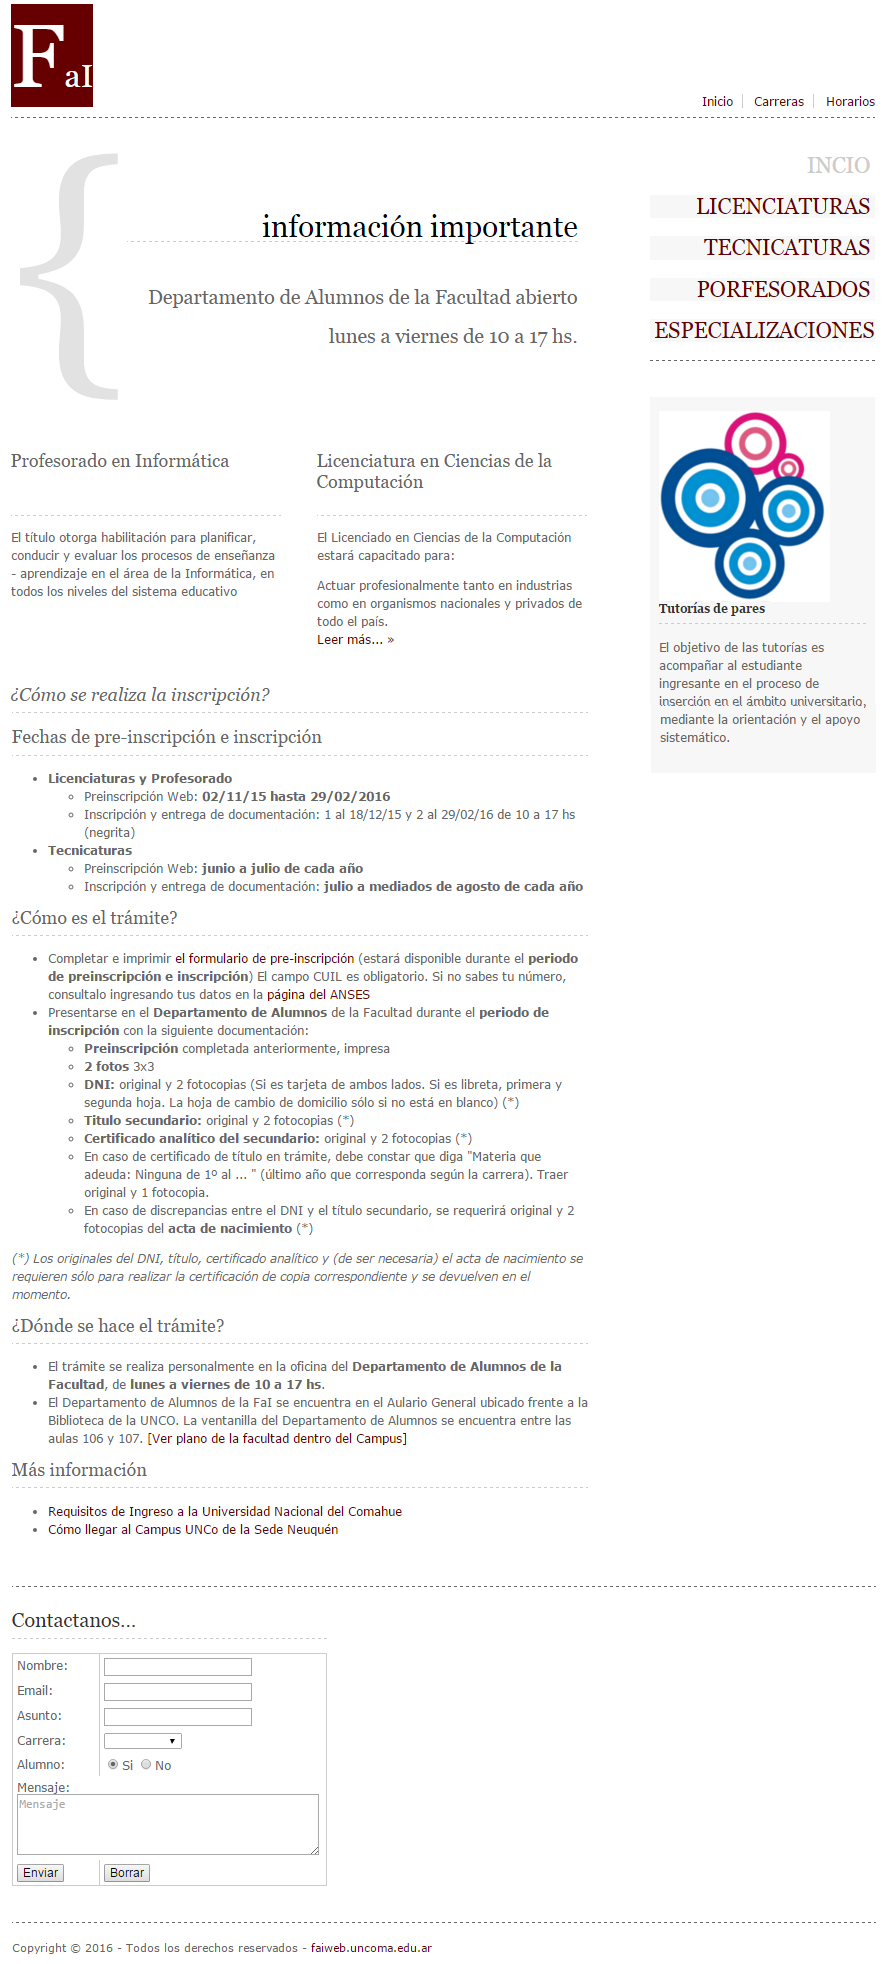 FaI
Inicio
Carreras
Horarios
{
información importante
Departamento de Alumnos de la Facultad abierto
lunes a viernes de 10 a 17 hs.
INCIO
LICENCIATURAS
TECNICATURAS
PORFESORADOS
ESPECIALIZACIONES
Profesorado en Informática
El título otorga habilitación para planificar,
conducir y evaluar los procesos de enseñanza
- aprendizaje en el área de la Informática, en
todos los niveles del sistema educativo
Licenciatura en Ciencias de la
Computación
El Licenciado en Ciencias de la Computación
estará capacitado para:
Actuar profesionalmente tanto en industrias
como en organismos nacionales y privados de
todo el país.
Leer más... »
Tutorías de pares
El objetivo de las tutorías es
acompañar al estudiante
ingresante en el proceso de
inserción en el ámbito universitario,
mediante la orientación y el apoyo
sistemático.
¿Cómo se realiza la inscripción?
Fechas de pre-inscripción e inscripción
• Licenciaturas y Profesorado
◦ Preinscripción Web: 02/11/15 hasta 29/02/2016
◦ Inscripción y entrega de documentación: 1 al 18/12/15 y 2 al 29/02/16 de 10 a 17 hs
(negrita)
• Tecnicaturas
◦ Preinscripción Web: junio a julio de cada año
◦ Inscripción y entrega de documentación: julio a mediados de agosto de cada año
¿Cómo es el trámite?
• Completar e imprimir el formulario de pre-inscripción (estará disponible durante el periodo
de preinscripción e inscripción) El campo CUIL es obligatorio. Si no sabes tu número,
consultalo ingresando tus datos en la página del ANSES
• Presentarse en el Departamento de Alumnos de la Facultad durante el periodo de
inscripción con la siguiente documentación:
◦ Preinscripción completada anteriormente, impresa
◦ 2 fotos 3x3
◦ DNI: original y 2 fotocopias (Si es tarjeta de ambos lados. Si es libreta, primera y
segunda hoja. La hoja de cambio de domicilio sólo si no está en blanco) (*)
◦ Titulo secundario: original y 2 fotocopias (*)
◦ Certificado analítico del secundario: original y 2 fotocopias (*)
◦ En caso de certificado de título en trámite, debe constar que diga "Materia que
adeuda: Ninguna de 1º al ... " (último año que corresponda según la carrera). Traer
original y 1 fotocopia.
◦ En caso de discrepancias entre el DNI y el título secundario, se requerirá original y 2
fotocopias del acta de nacimiento (*)
(*) Los originales del DNI, título, certificado analítico y (de ser necesaria) el acta de nacimiento se
requieren sólo para realizar la certificación de copia correspondiente y se devuelven en el
momento.
¿Dónde se hace el trámite?
• El trámite se realiza personalmente en la oficina del Departamento de Alumnos de la
Facultad, de lunes a viernes de 10 a 17 hs.
• El Departamento de Alumnos de la FaI se encuentra en el Aulario General ubicado frente a la
Biblioteca de la UNCO. La ventanilla del Departamento de Alumnos se encuentra entre las
aulas 106 y 107. [Ver plano de la facultad dentro del Campus]
Más información
• Requisitos de Ingreso a la Universidad Nacional del Comahue
• Cómo llegar al Campus UNCo de la Sede Neuquén
Contactanos...
Nombre:
Email:
Asunto:
Carrera:
Alumno: Si No
Mensaje:
Mensaje
Enviar Borrar
Copyright © 2016 - Todos los derechos reservados - faiweb.uncoma.edu.ar